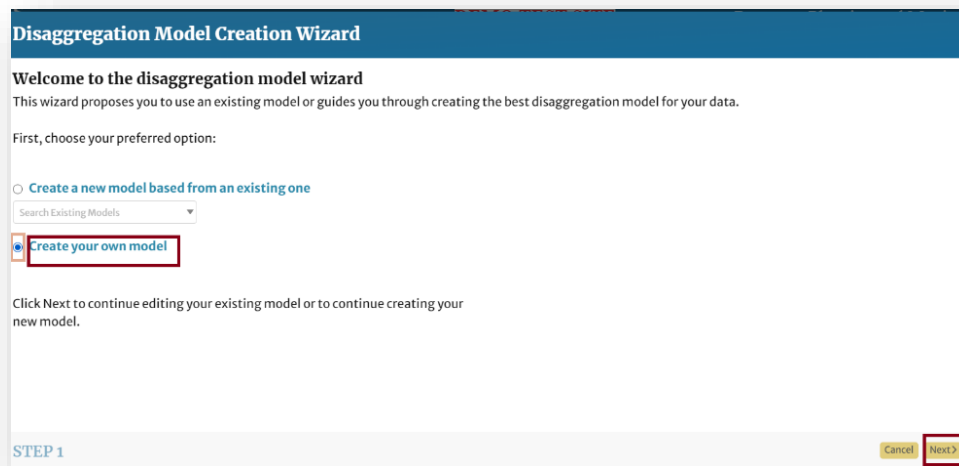 Disaggregation Model Creation Wizard
Welcome to the disaggregation model wizard
This wizard proposes you to use an existing model or guides you through creating the best disaggregation model for your data.
First, choose your preferred option:
Create a new model based from an existing one
Search Existing Models
Create your own model
Click Next to continue editing your existing model or to continue creating your
new model.
STEP 1
Cancel
Next>